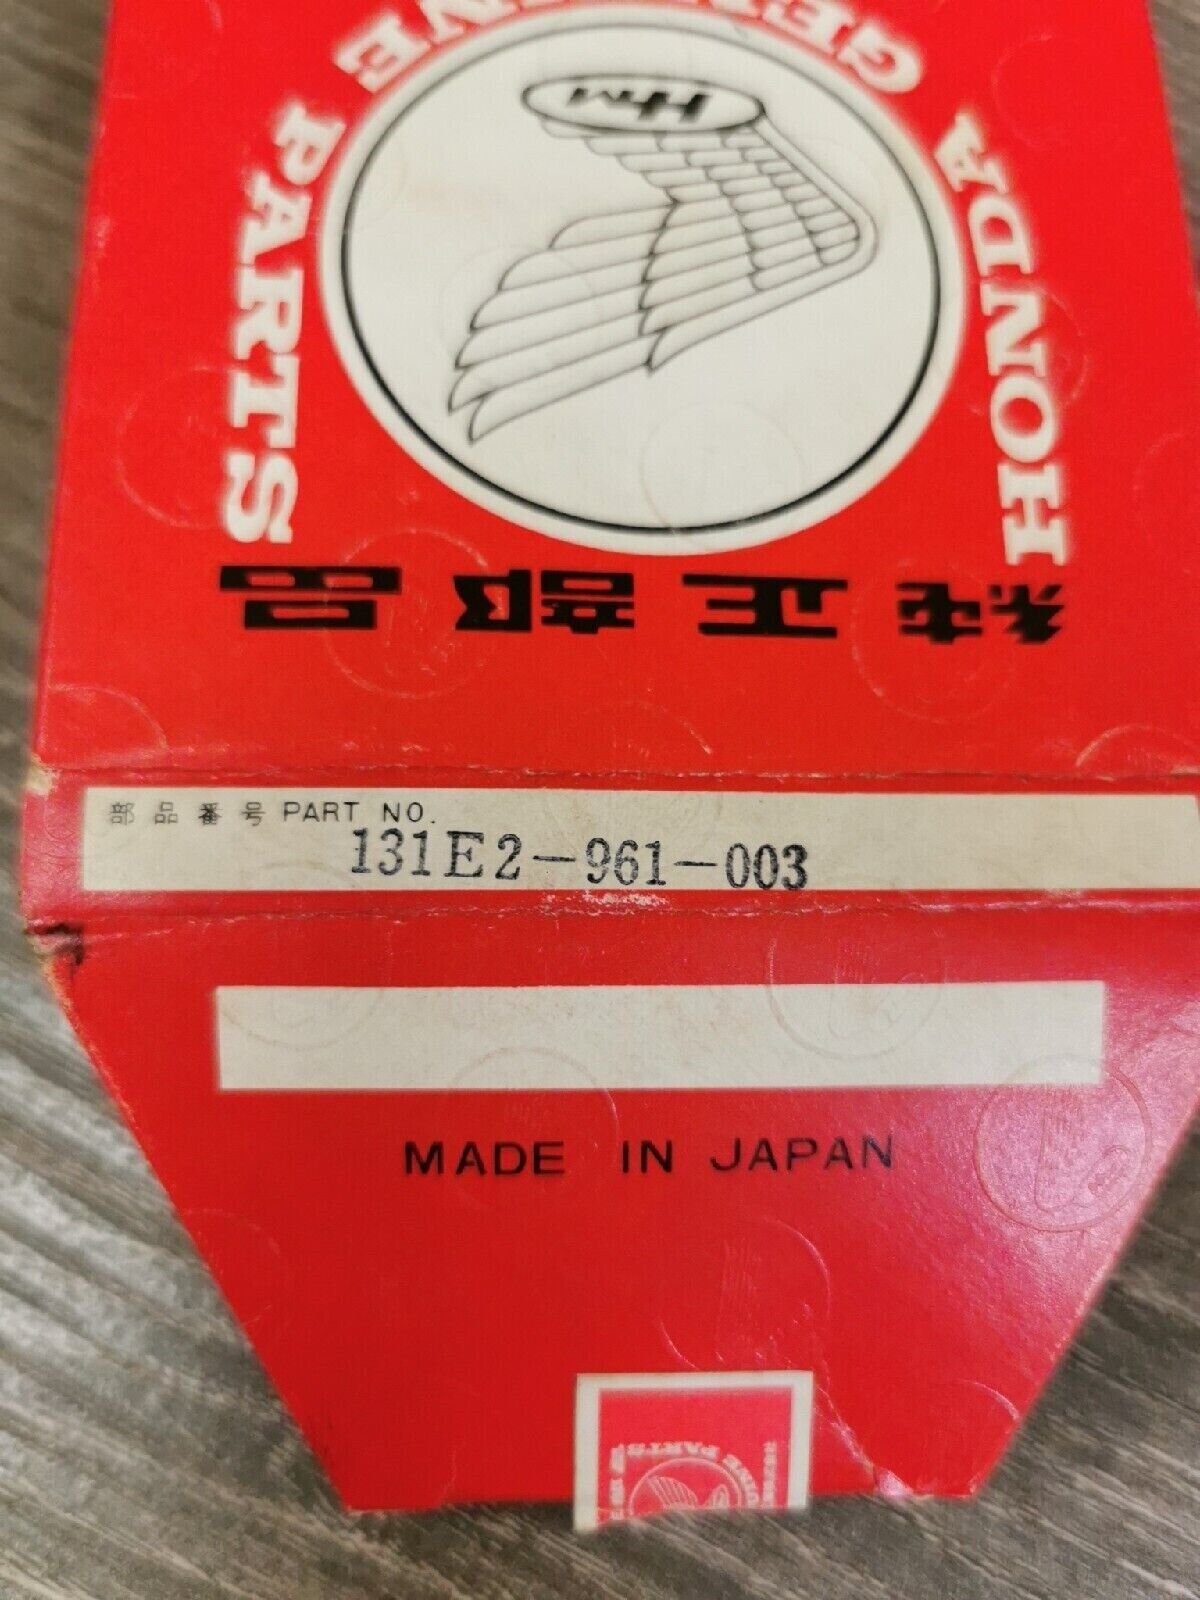 HONDA GENUINE PARTS
HM
純正部品
部品番号 PART NO.
131E2-961-003
MADE IN JAPAN
PARTS